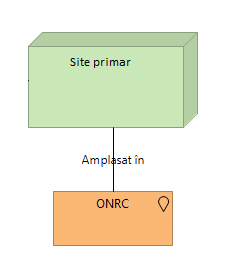 Site primar
Amplasat în
ONRC